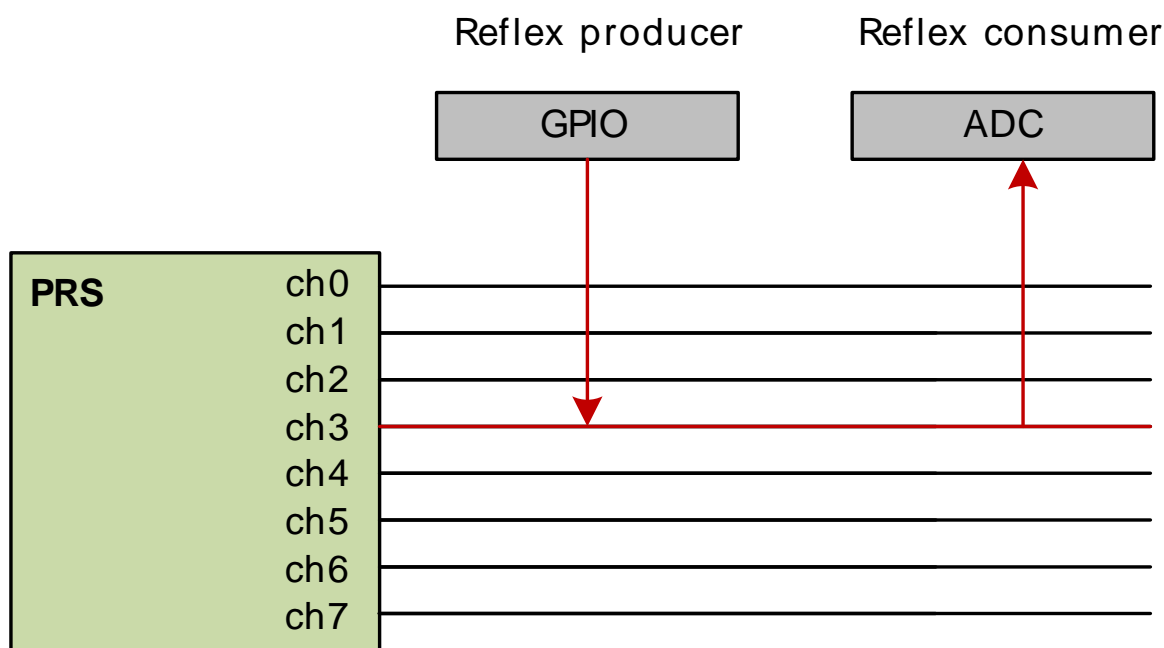 Reflex producer Reflex consumer
GPIO ADC
PRS ch0
ch1
ch2
ch3
ch4
ch5
ch6
ch7